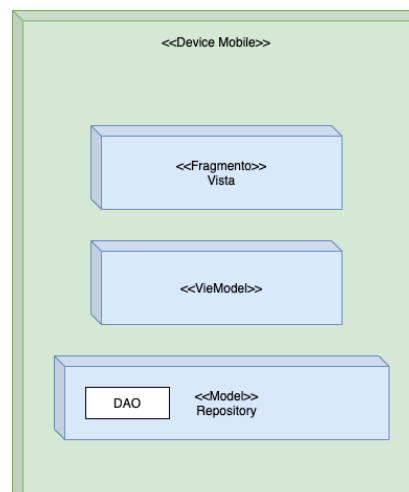 <<Device Mobile>>
<<Fragmento>>
Vista
<<VieModel>>
DAO
<<Model>>
Repository